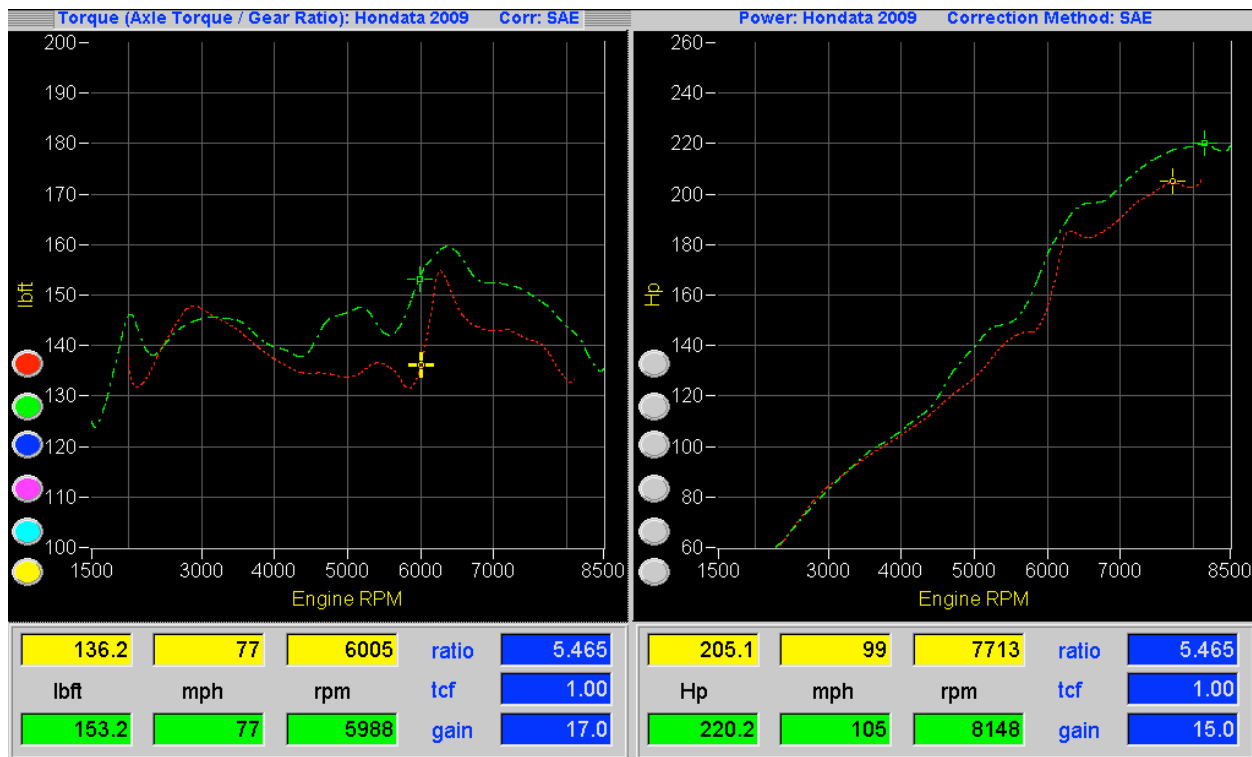 Torque (Axle Torque / Gear Ratio): Hondata 2009 Corr: SAE
200
190
180
170
160
150
140
130
120
110
100
lbft
1500 3000 4000 5000 6000 7000 8500
Engine RPM
136.2 77 6005 ratio 5.465
lbft mph rpm tcf 1.00
153.2 77 5988 gain 17.0
Power: Hondata 2009 Correction Method: SAE
260
240
220
200
180
160
140
120
100
80
60
Hp
1500 3000 4000 5000 6000 7000 8500
Engine RPM
205.1 99 7713 ratio 5.465
Hp mph rpm tcf 1.00
220.2 105 8148 gain 15.0